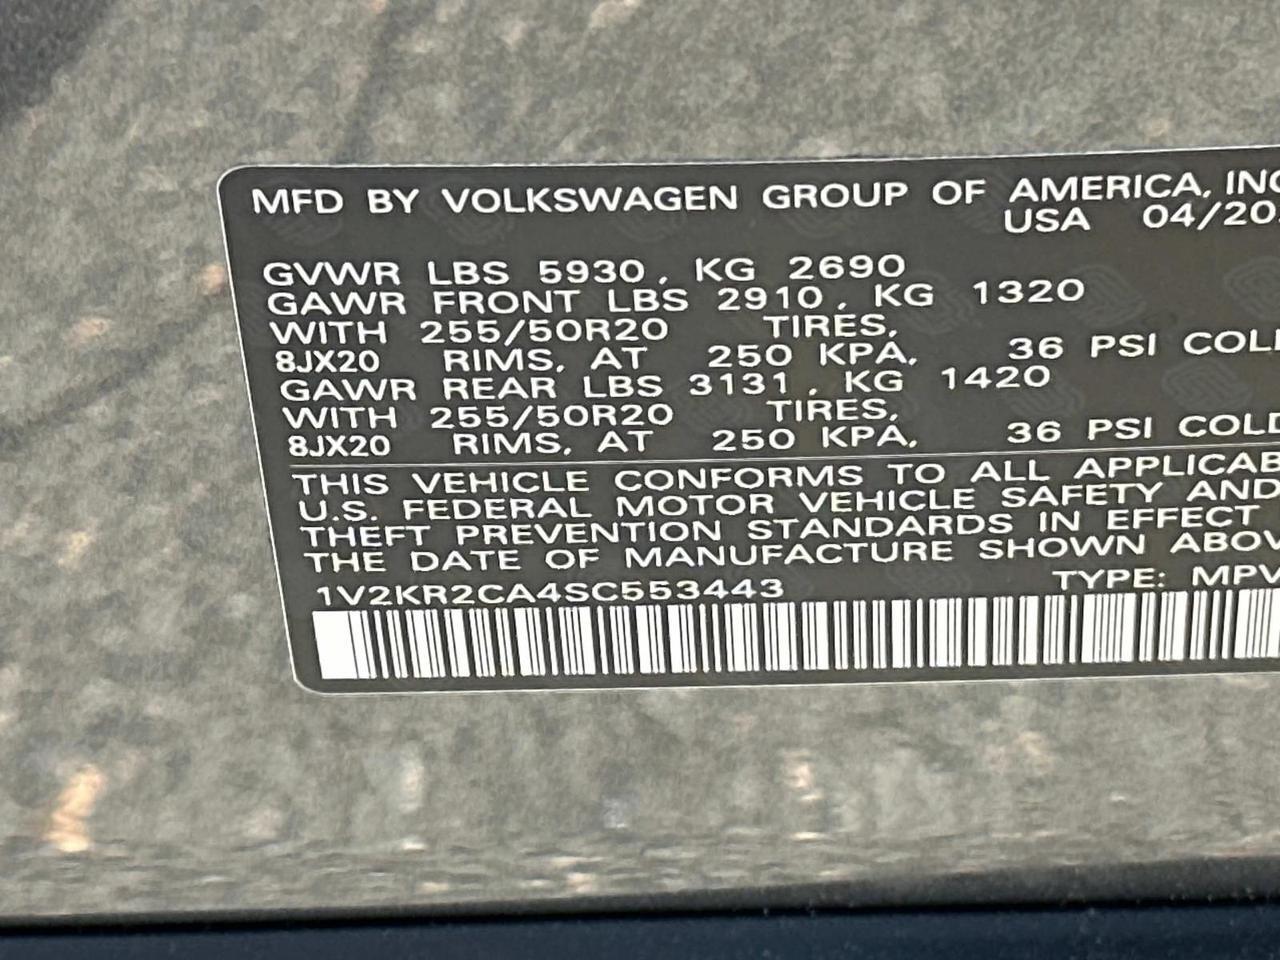 MFD BY VOLKSWAGEN GROUP OF AMERICA, INC
USA 04/20
GVWR LBS 5930, KG 2690
GAWR FRONT LBS 2910, KG 1320
WITH 255/50R20 TIRES,
8JX20 RIMS, AT 250 KPA, 36 PSI COLD
GAWR REAR LBS 3131, KG 1420
WITH 255/50R20 TIRES,
8JX20 RIMS, AT 250 KPA, 36 PSI COLD
THIS VEHICLE CONFORMS TO ALL APPLICAB
U.S. FEDERAL MOTOR VEHICLE SAFETY AND
THEFT PREVENTION STANDARDS IN EFFECT
THE DATE OF MANUFACTURE SHOWN ABOV
1V2KR2CA4SC553443 TYPE: MPV